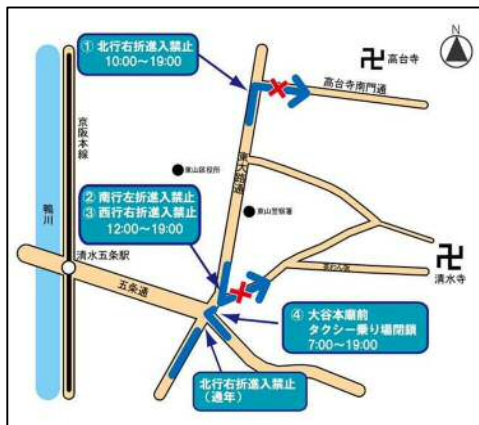 N
① 北行右折進入禁止
10:00~19:00
高台寺
高台寺南門通
京阪本線
東大路通
東山区役所
鴨川
② 南行左折進入禁止
③ 西行右折進入禁止
12:00~19:00
東山警察署
清水五条駅
清水寺
五条通
④ 大谷本廟前
タクシー乗り場閉鎖
7:00~19:00
北行右折進入禁止
(通年)